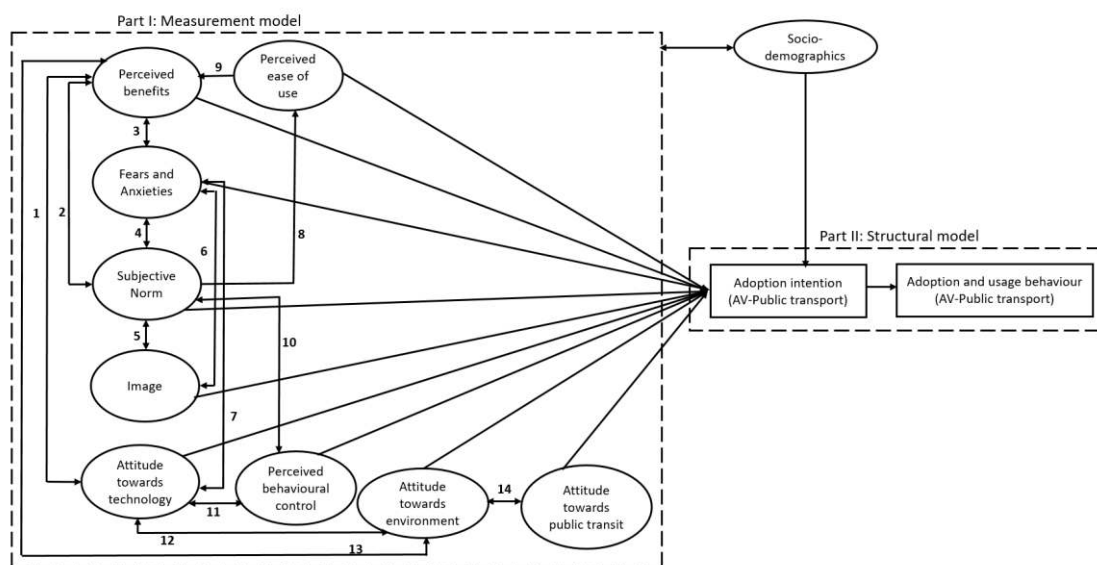 Part I: Measurement model
Socio-
demographics
Perceived
benefits
9
Perceived
ease of
use
3
Fears and
Anxieties
1
2
4
6
8
Subjective
Norm
5
10
Image
7
Attitude
towards
technology
11
Perceived
behavioural
control
Attitude
towards
environment
14
Attitude
towards
public transit
12
13
Part II: Structural model
Adoption intention
(AV-Public transport)
Adoption and usage behaviour
(AV-Public transport)